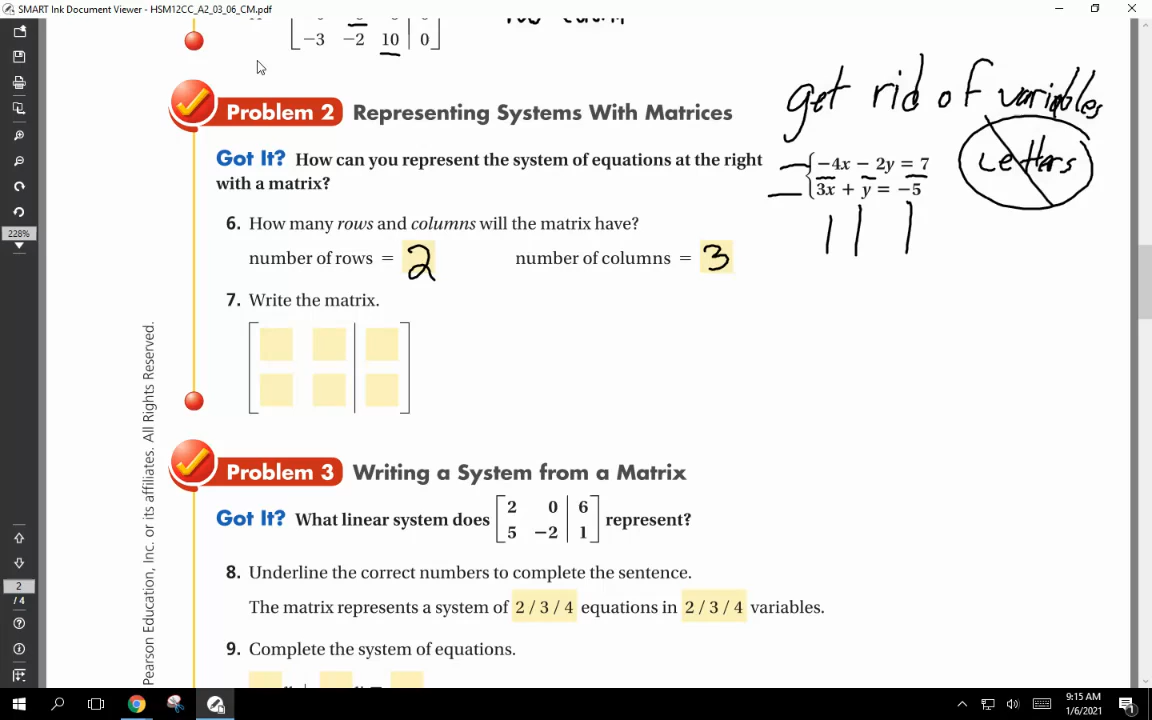 SMART Ink Document Viewer - HSM12CC_A2_03_06_CM.pdf
-3 -2 10 | 0
get rid of variables
Letters
Problem 2 Representing Systems With Matrices
Got It? How can you represent the system of equations at the right
with a matrix?
-4x - 2y = 7
3x + y = -5
6. How many rows and columns will the matrix have?
number of rows = 2 number of columns = 3
7. Write the matrix.
Problem 3 Writing a System from a Matrix
Got It? What linear system does [2 0 | 6
5 -2 | 1] represent?
8. Underline the correct numbers to complete the sentence.
The matrix represents a system of 2 / 3 / 4 equations in 2 / 3 / 4 variables.
9. Complete the system of equations.
Pearson Education, Inc. or its affiliates. All Rights Reserved.
228%
2
/ 4
9:15 AM
1/6/2021
1